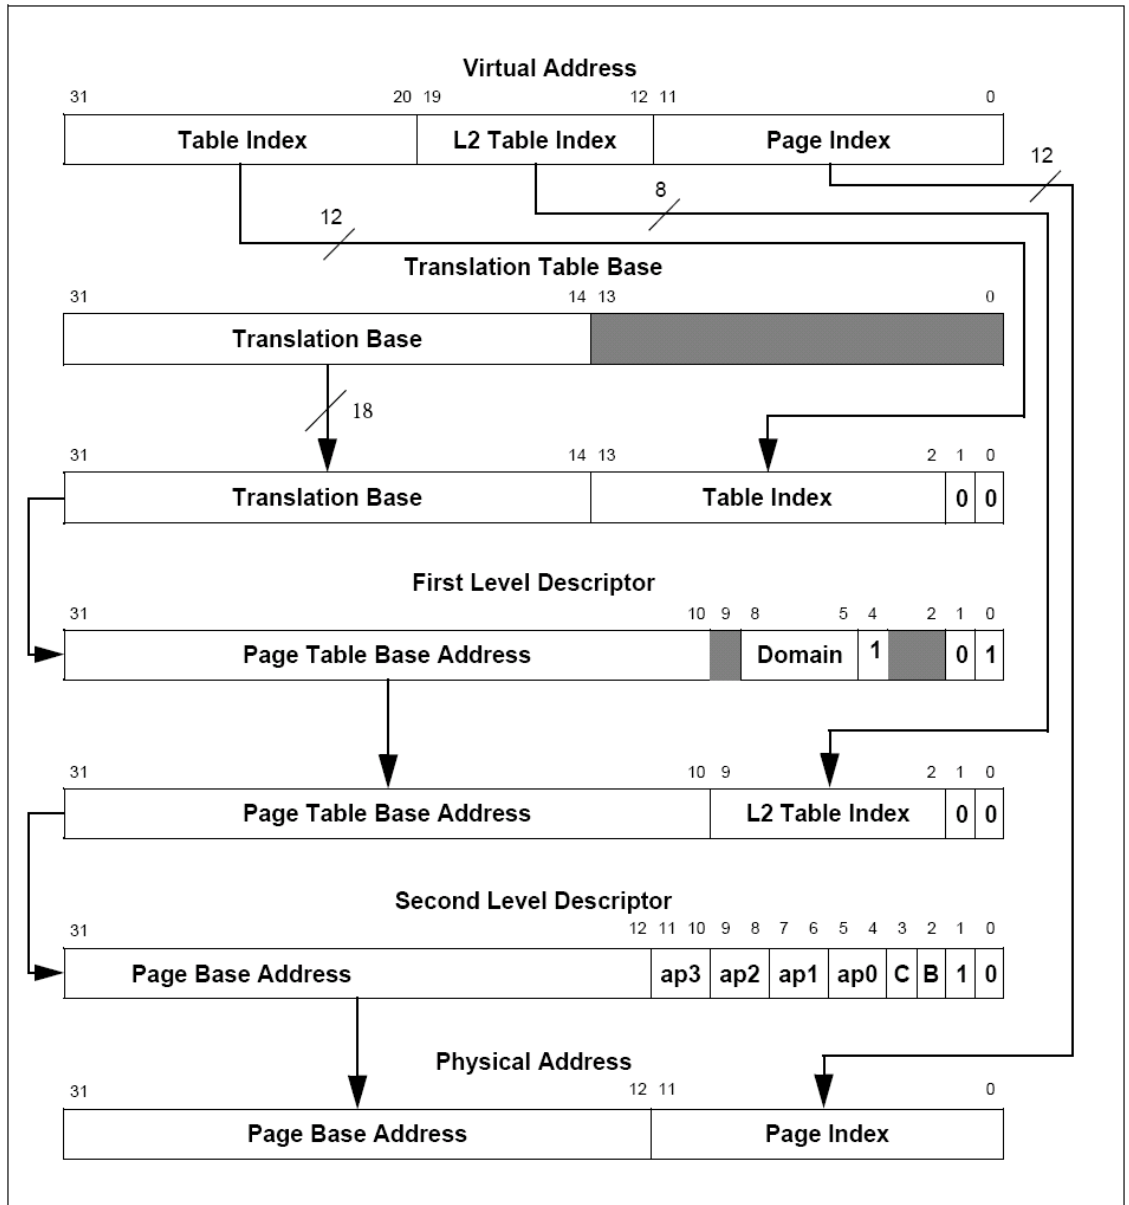 Virtual Address
31 20 19 12 11 0
Table Index L2 Table Index Page Index
12
8
12
Translation Table Base
31 14 13 0
Translation Base
18
31 14 13 2 1 0
Translation Base Table Index 0 0
First Level Descriptor
31 10 9 8 5 4 2 1 0
Page Table Base Address Domain 1 0 1
31 10 9 2 1 0
Page Table Base Address L2 Table Index 0 0
Second Level Descriptor
31 12 11 10 9 8 7 6 5 4 3 2 1 0
Page Base Address ap3 ap2 ap1 ap0 C B 1 0
Physical Address
31 12 11 0
Page Base Address Page Index